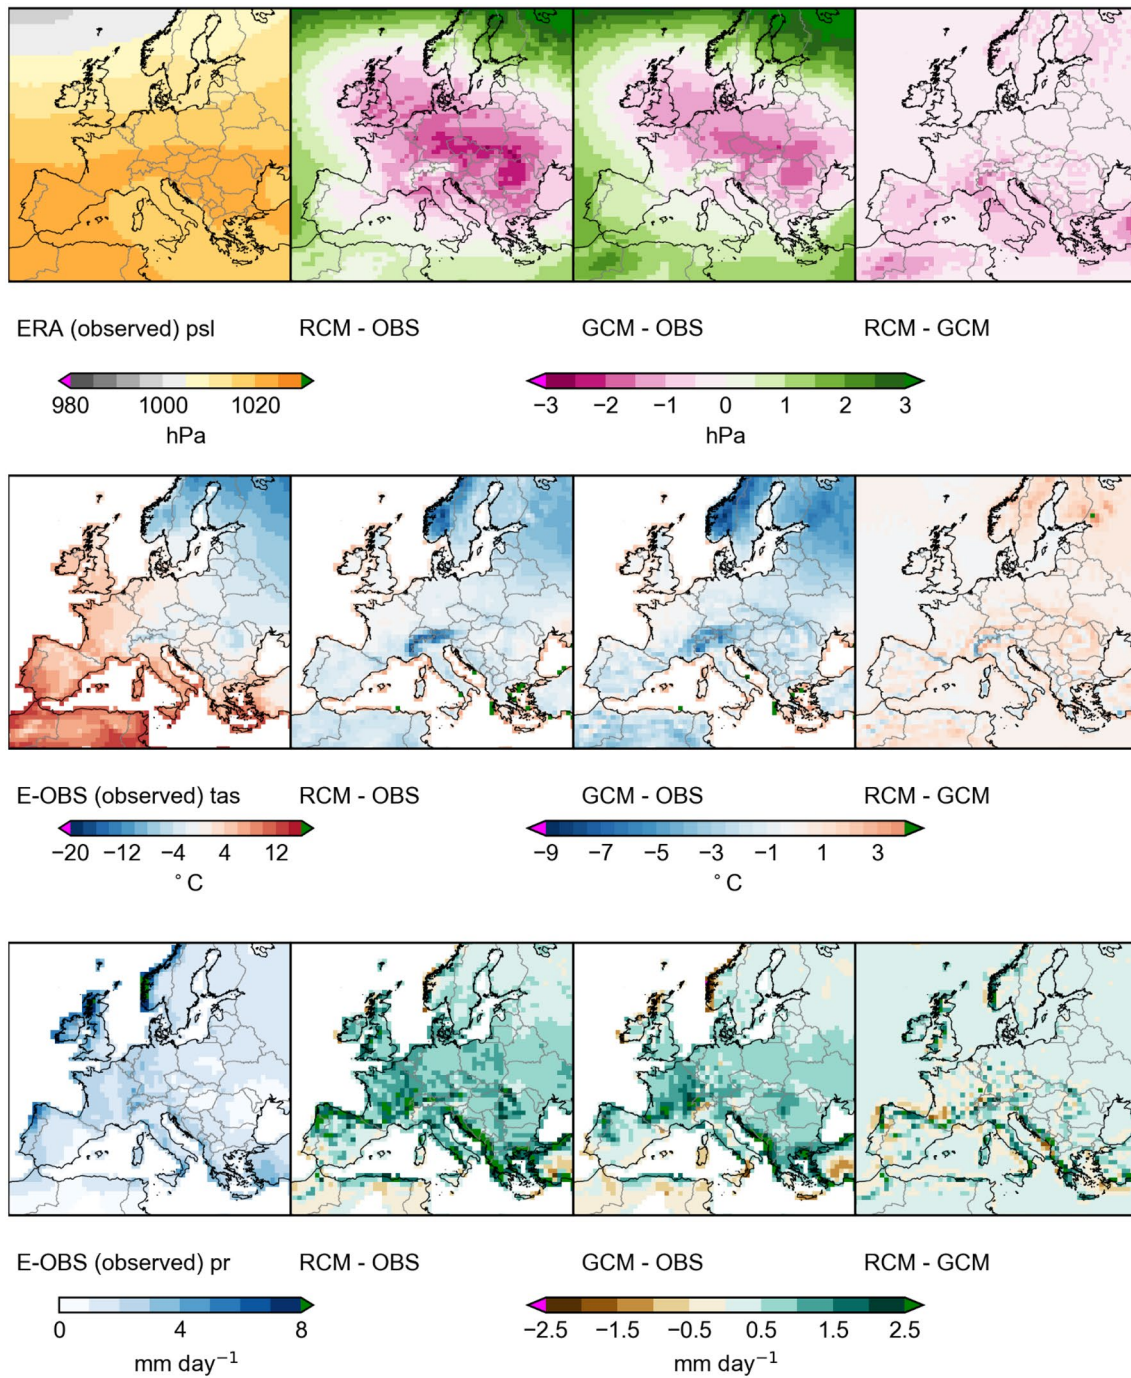 ERA (observed) psl RCM - OBS GCM - OBS RCM - GCM
980 1000 1020 −3 −2 −1 0 1 2 3
hPa hPa
E-OBS (observed) tas RCM - OBS GCM - OBS RCM - GCM
−20 −12 −4 4 12 −9 −7 −5 −3 −1 1 3
°C °C
E-OBS (observed) pr RCM - OBS GCM - OBS RCM - GCM
0 4 8 −2.5 −1.5 −0.5 0.5 1.5 2.5
mm day⁻¹ mm day⁻¹